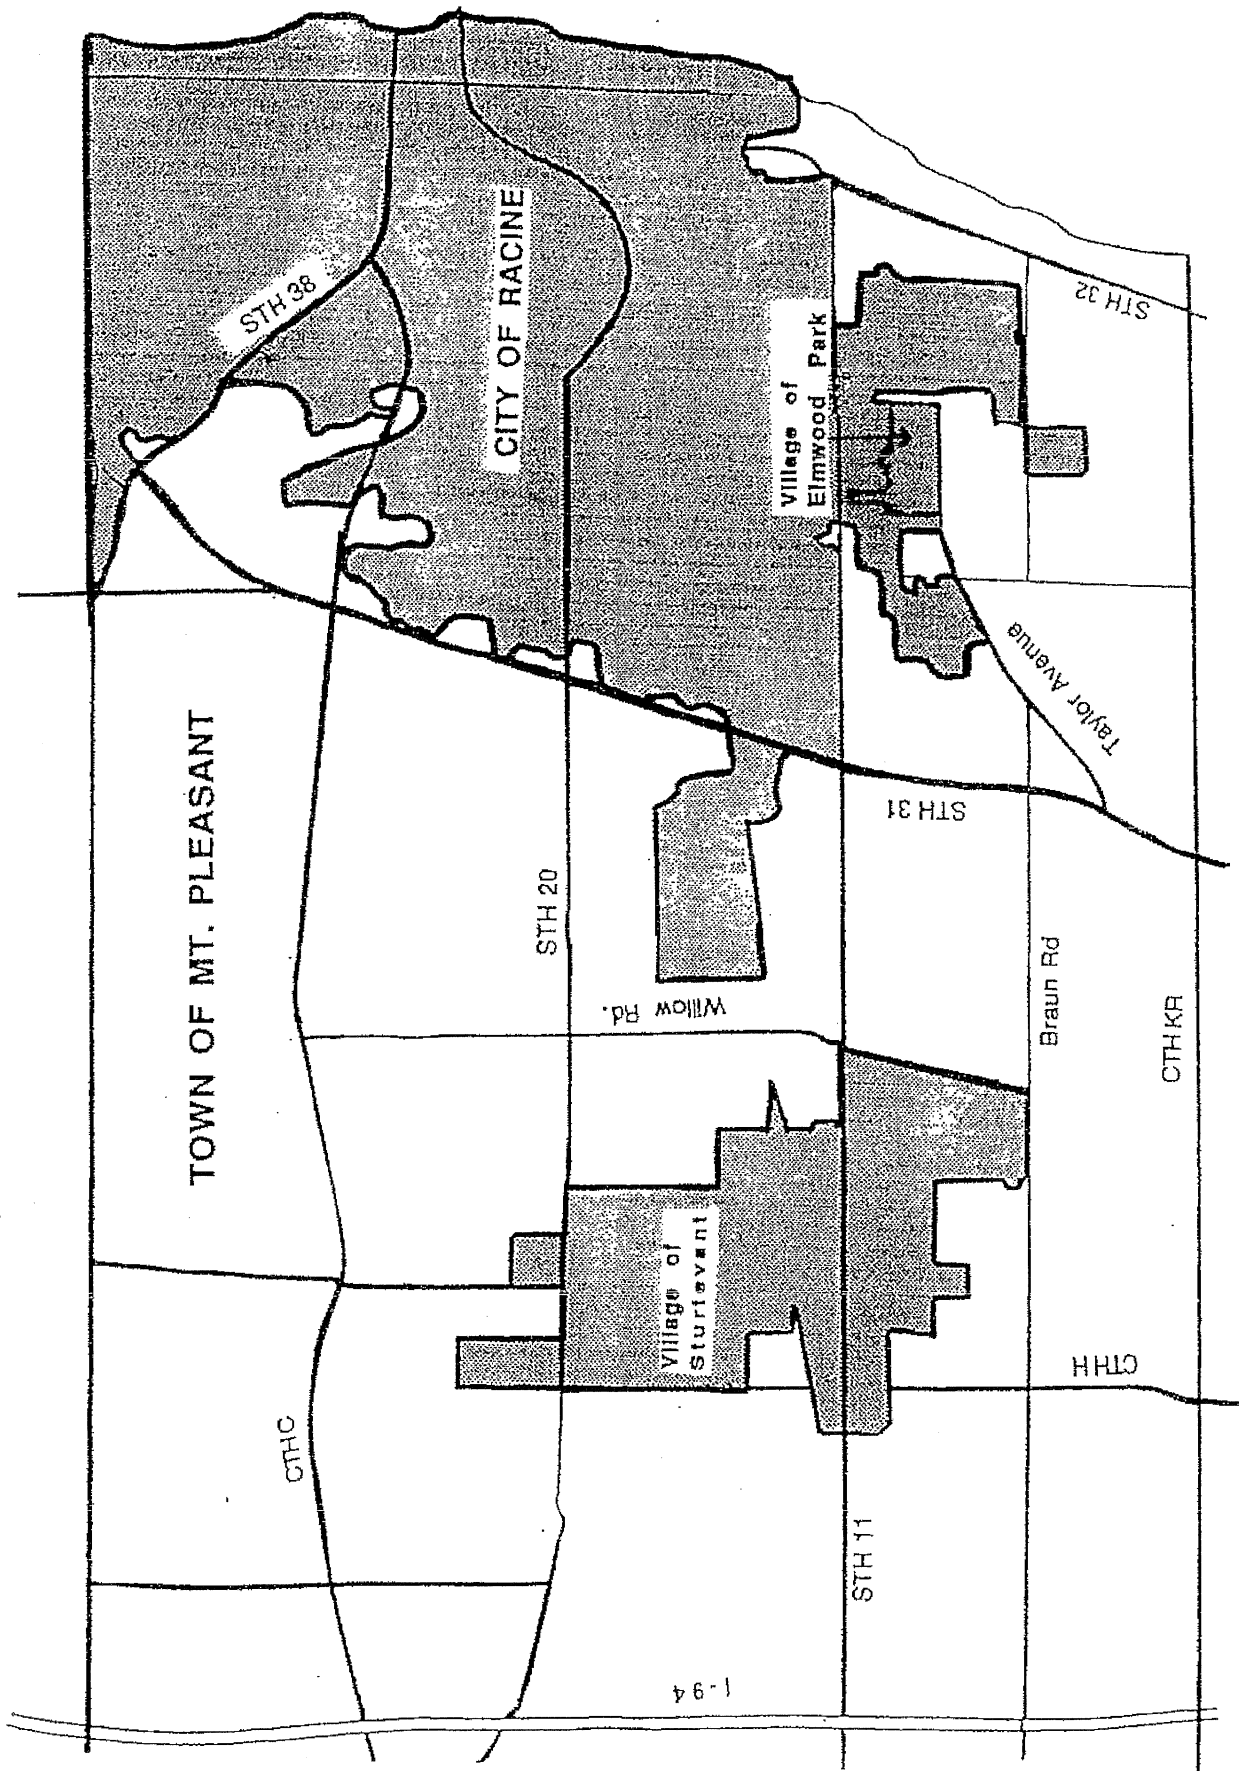 TOWN OF MT. PLEASANT
CITY OF RACINE
STH 38
CTH C
STH 20
Village of
Sturtevant
Willow Rd.
Village of
Elmwood Park
I-94
STH 11
STH 31
STH 32
Taylor Avenue
Braun Rd
CTH H
CTH KR